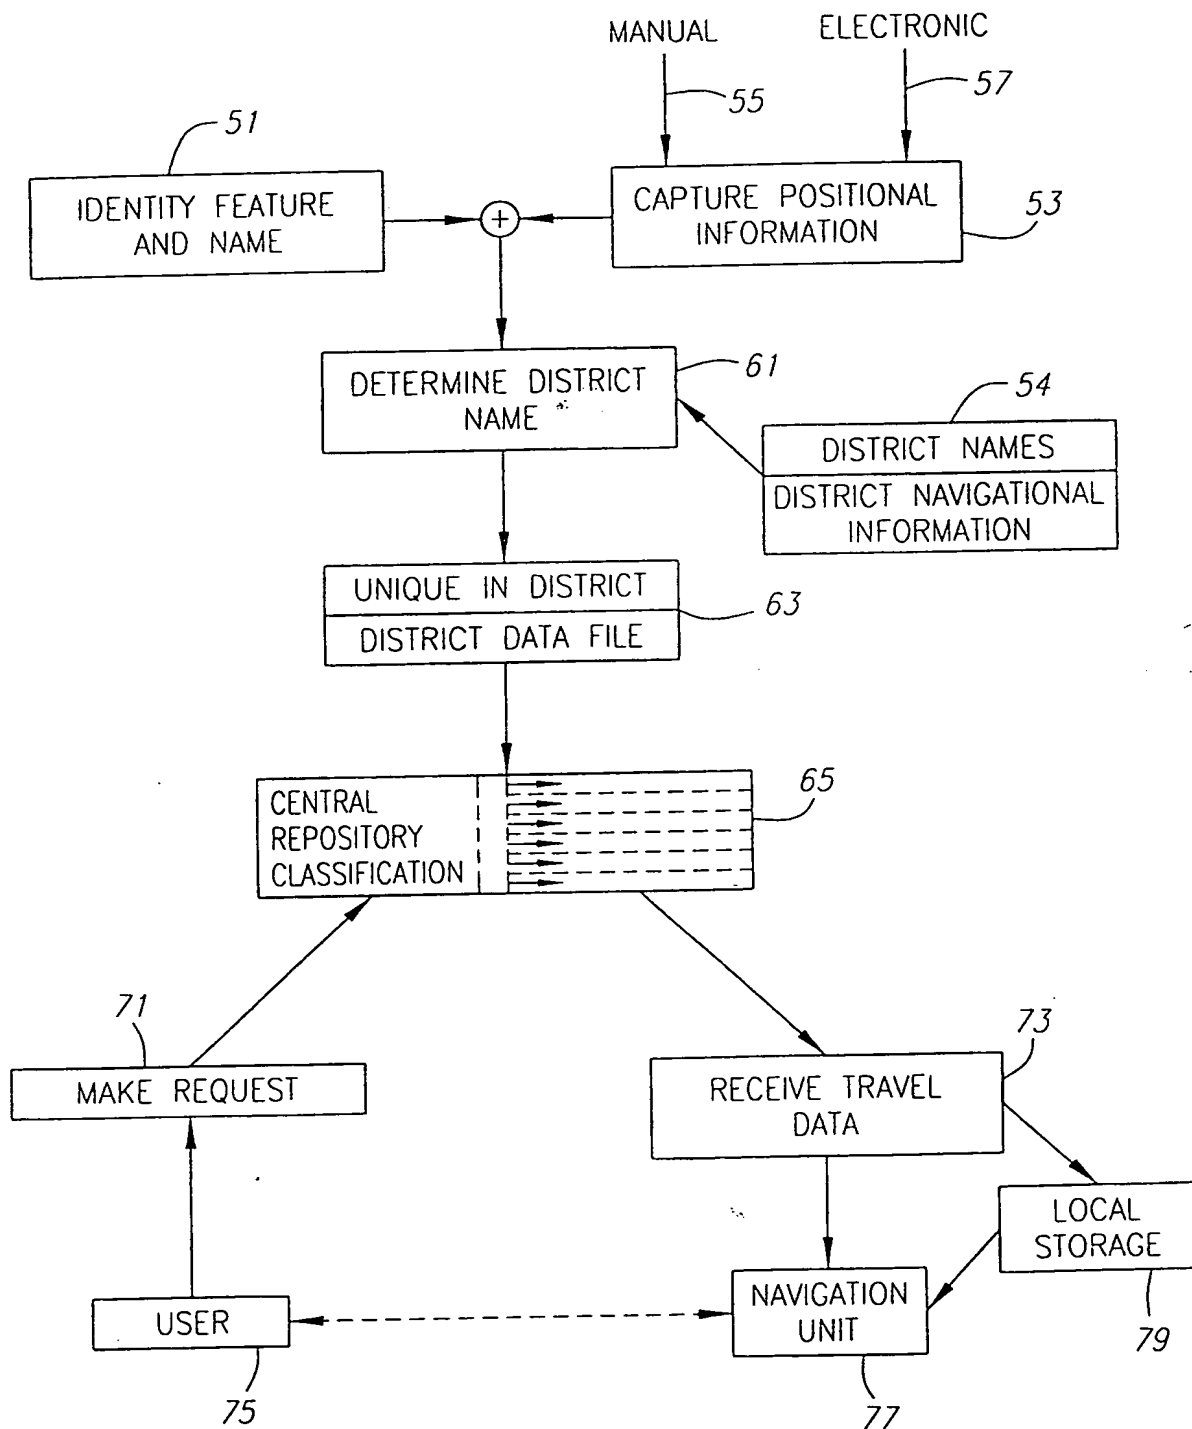 MANUAL
ELECTRONIC
57
55
51
IDENTITY FEATURE
AND NAME
+
CAPTURE POSITIONAL
INFORMATION
53
DETERMINE DISTRICT
NAME
61
54
DISTRICT NAMES
DISTRICT NAVIGATIONAL
INFORMATION
UNIQUE IN DISTRICT
DISTRICT DATA FILE
63
CENTRAL
REPOSITORY
CLASSIFICATION
65
71
MAKE REQUEST
73
RECEIVE TRAVEL
DATA
LOCAL
STORAGE
79
USER
75
NAVIGATION
UNIT
77